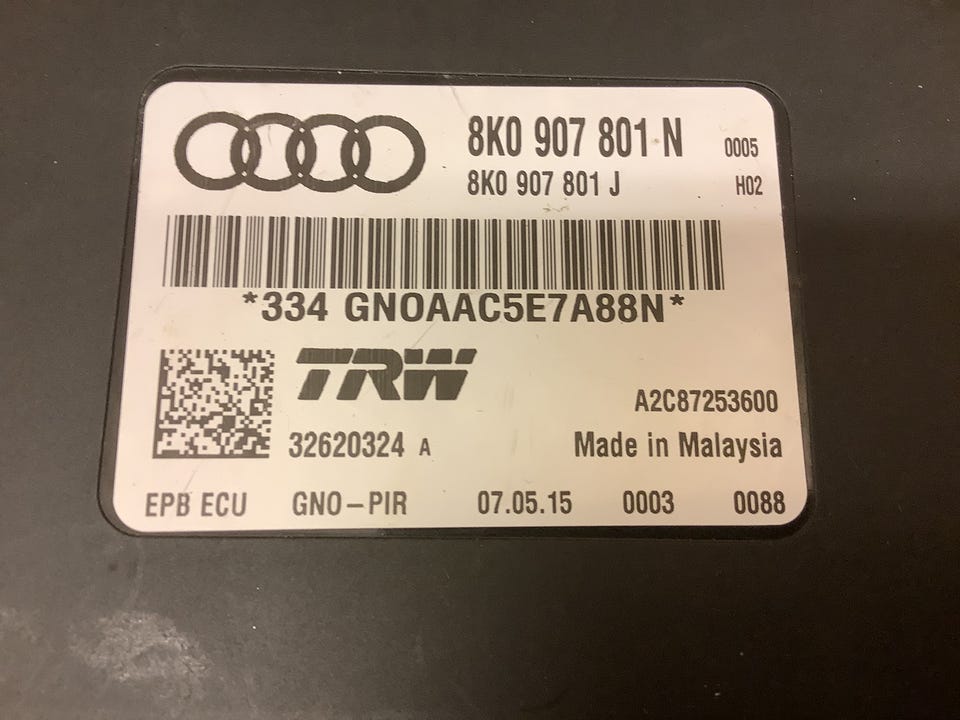 8K0 907 801 N 0005
8K0 907 801 J H02
*334 GNOAAC5E7A88N*
TRW
A2C87253600
32620324 A Made in Malaysia
EPB ECU GNO-PIR 07.05.15 0003 0088